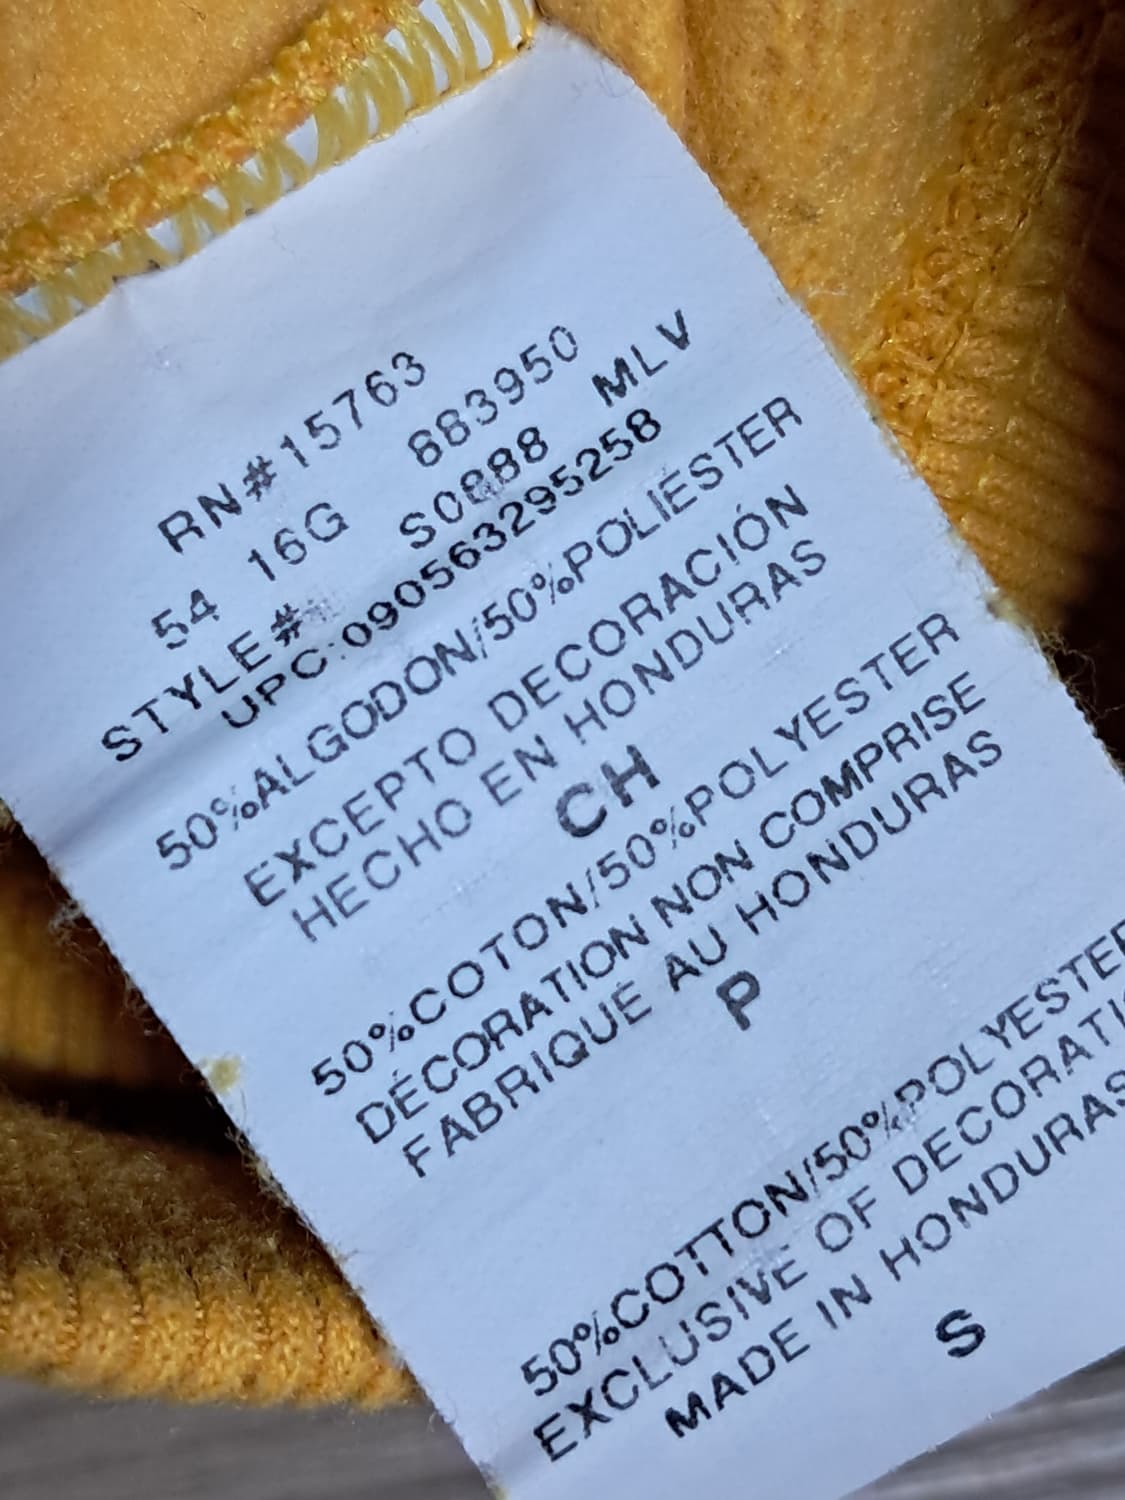 RN#15763
54 16G 883950
STYLE# S0888 MLV
UPC:090563295258
50%ALGODON/50%POLIÉSTER
EXCEPTO DECORACIÓN
HECHO EN HONDURAS
CH
50%COTON/50%POLYESTER
DÉCORATION NON COMPRISE
FABRIQUÉ AU HONDURAS
P
50%COTTON/50%POLYESTER
EXCLUSIVE OF DECORATI
MADE IN HONDURAS
S